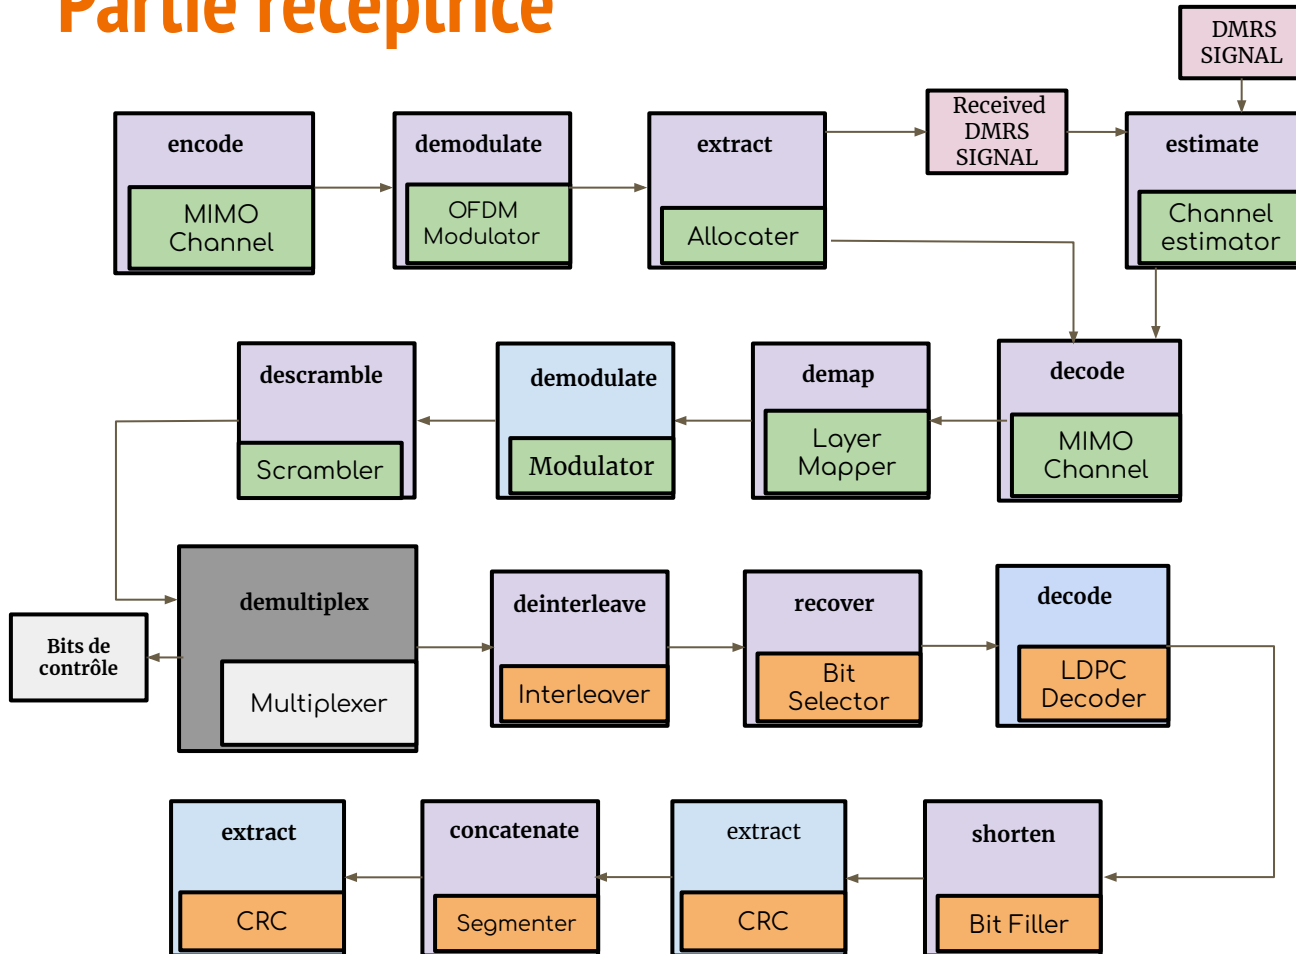 Partie réceptrice
DMRS
SIGNAL
encode
MIMO
Channel
demodulate
OFDM
Modulator
extract
Allocater
Received
DMRS
SIGNAL
estimate
Channel
estimator
descramble
Scrambler
demodulate
Modulator
demap
Layer
Mapper
decode
MIMO
Channel
Bits de
contrôle
demultiplex
Multiplexer
deinterleave
Interleaver
recover
Bit
Selector
decode
LDPC
Decoder
extract
CRC
concatenate
Segmenter
extract
CRC
shorten
Bit Filler